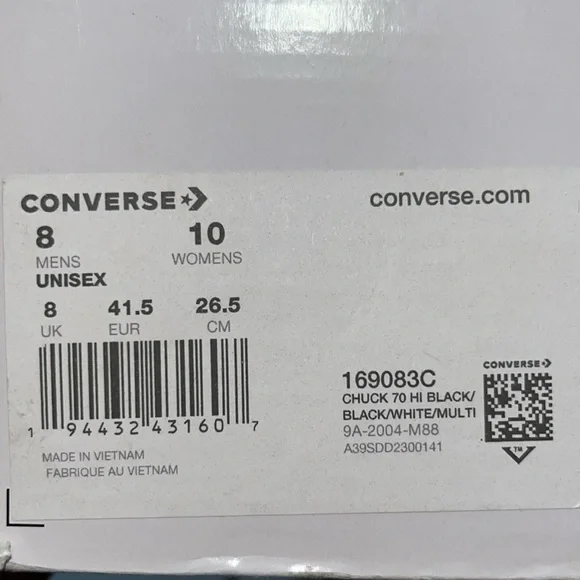 CONVERSE
converse.com
8 10
MENS WOMENS
UNISEX
8 41.5 26.5
UK EUR CM
1 94432 43160 7
MADE IN VIETNAM
FABRIQUE AU VIETNAM
169083C
CHUCK 70 HI BLACK/
BLACK/WHITE/MULTI
9A-2004-M88
A39SDD2300141
CONVERSE
TM